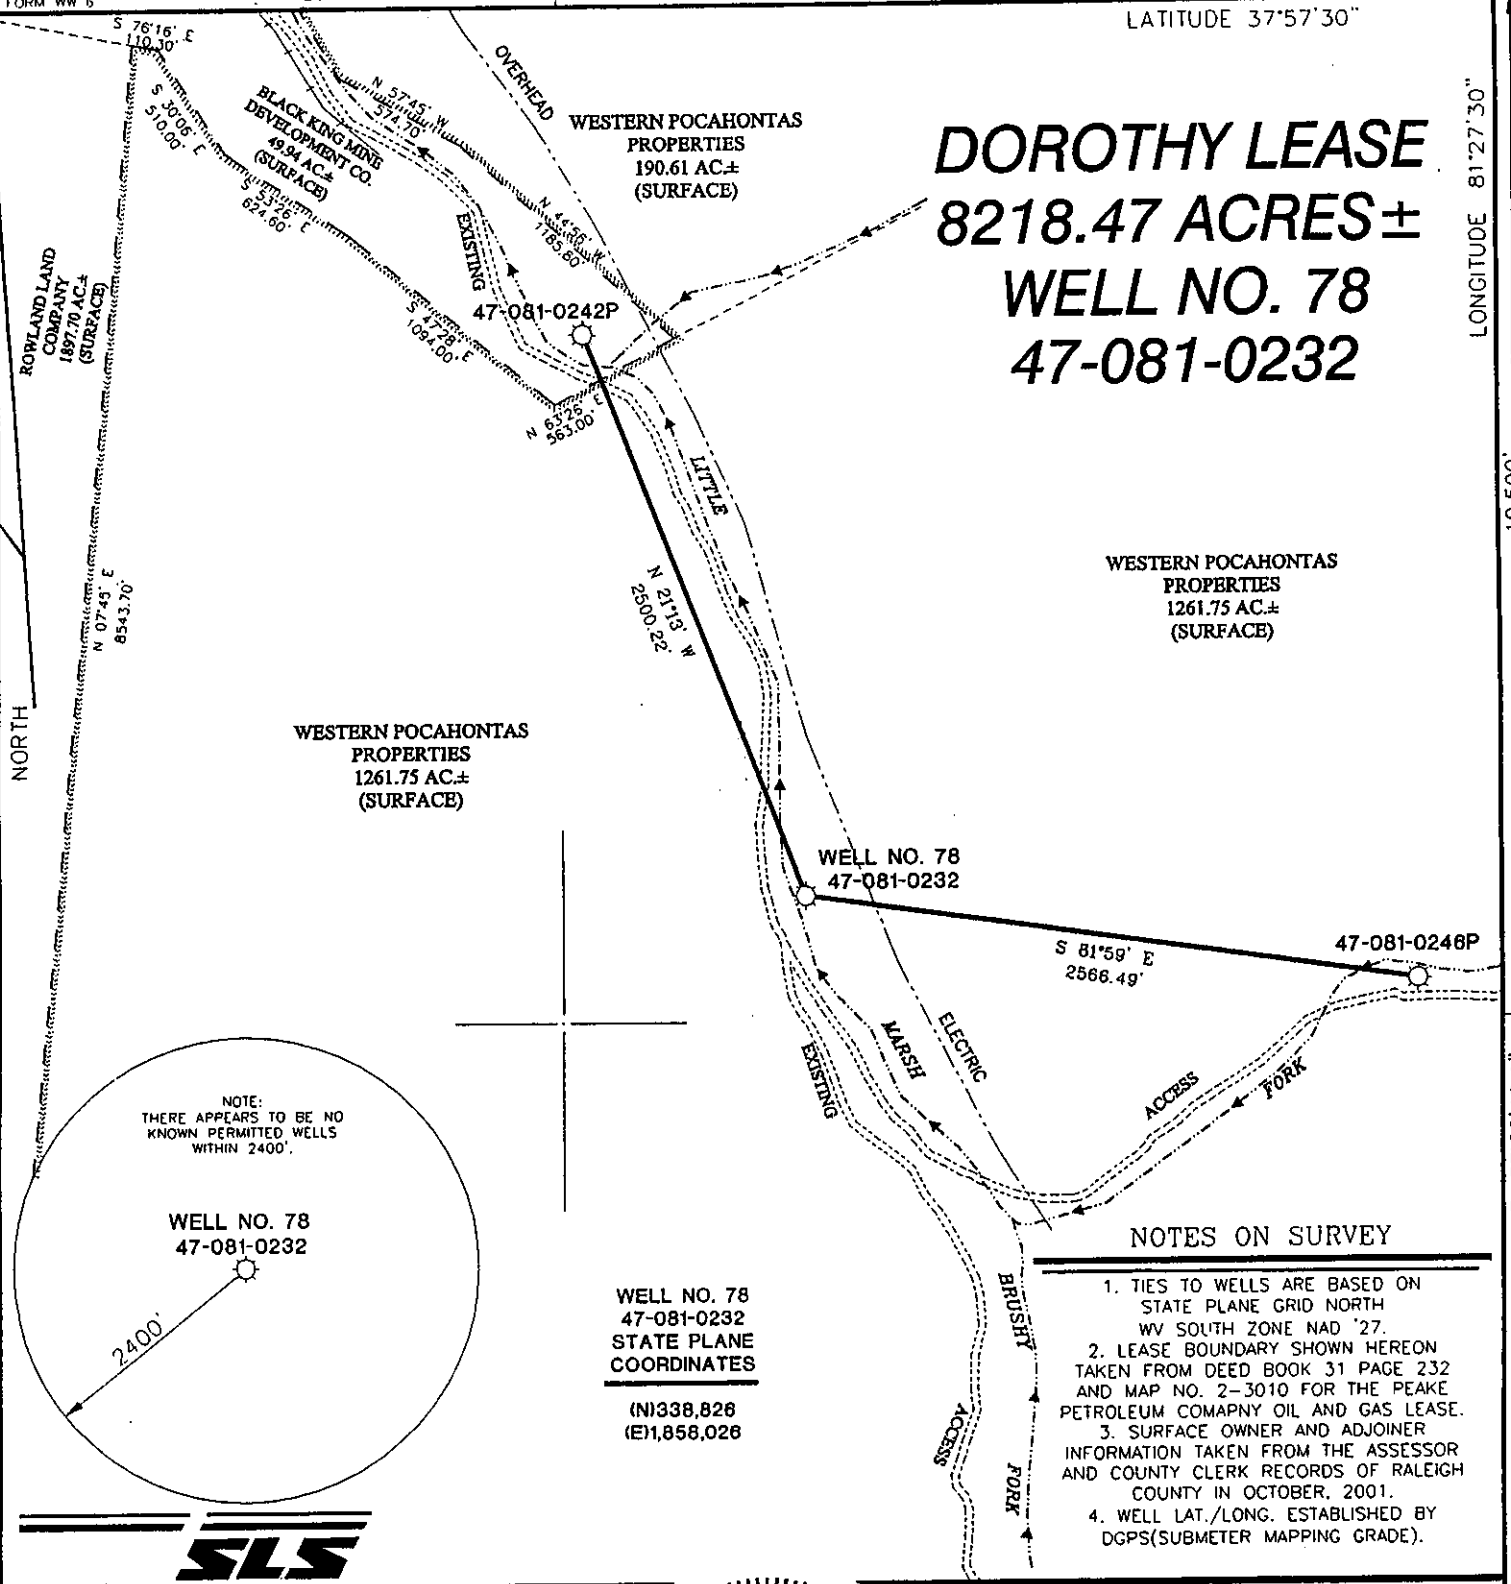 FORM WW 6
LATITUDE 37°57'30"
LONGITUDE 81°27'30"
S 76°16' E
110.30'
S 30°06' E
510.00'
BLACK KING MINE
DEVELOPMENT CO.
49.94 AC.±
(SURFACE)
S 53°26' E
624.60'
N 57°45' W
574.70'
OVERHEAD
WESTERN POCAHONTAS
PROPERTIES
190.61 AC.±
(SURFACE)
DOROTHY LEASE
8218.47 ACRES±
WELL NO. 78
47-081-0232
N 44°56' W
1185.80'
EXISTING
ROWLAND LAND
COMPANY
1897.70 AC.±
(SURFACE)
47-081-0242P
S 47°28' E
1094.00'
N 63°26' E
563.00'
LITTLE
N 07°45' E
8543.70'
N 21°13' W
2500.22'
WESTERN POCAHONTAS
PROPERTIES
1261.75 AC.±
(SURFACE)
NORTH
WESTERN POCAHONTAS
PROPERTIES
1261.75 AC.±
(SURFACE)
WELL NO. 78
47-081-0232
S 81°59' E
2566.49'
47-081-0246P
MARSH
ELECTRIC
EXISTING
ACCESS
FORK
NOTE:
THERE APPEARS TO BE NO
KNOWN PERMITTED WELLS
WITHIN 2400'.
WELL NO. 78
47-081-0232
2400'
BRUSHY
FORK
ACCESS
WELL NO. 78
47-081-0232
STATE PLANE
COORDINATES
(N)338,826
(E)1,858,026
NOTES ON SURVEY
1. TIES TO WELLS ARE BASED ON
STATE PLANE GRID NORTH
WV SOUTH ZONE NAD '27.
2. LEASE BOUNDARY SHOWN HEREON
TAKEN FROM DEED BOOK 31 PAGE 232
AND MAP NO. 2-3010 FOR THE PEAKE
PETROLEUM COMAPNY OIL AND GAS LEASE.
3. SURFACE OWNER AND ADJOINER
INFORMATION TAKEN FROM THE ASSESSOR
AND COUNTY CLERK RECORDS OF RALEIGH
COUNTY IN OCTOBER, 2001.
4. WELL LAT./LONG. ESTABLISHED BY
DGPS(SUBMETER MAPPING GRADE).
SLS